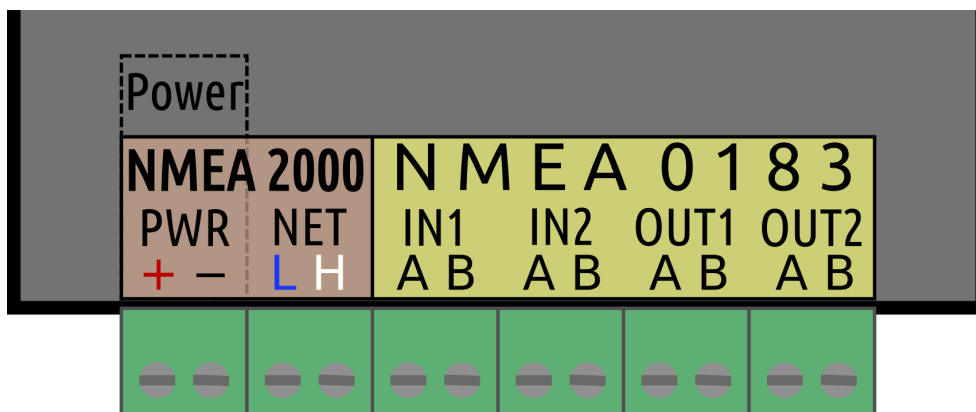 Power
NMEA 2000 NMEA 0183
PWR NET IN1 IN2 OUT1 OUT2
+ − L H A B A B A B A B